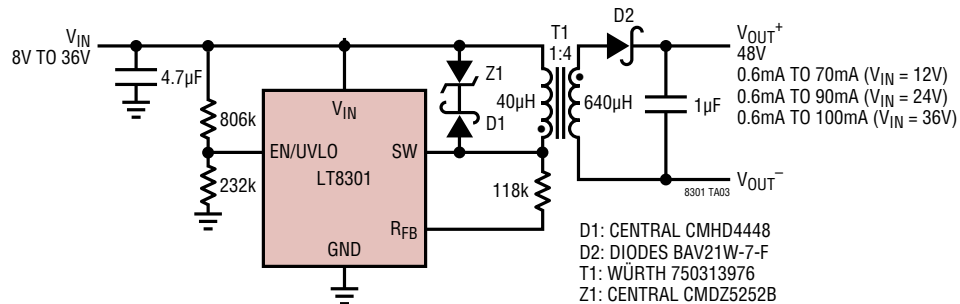 VIN
8V TO 36V
4.7µF
806k
232k
VIN
EN/UVLO
SW
LT8301
RFB
GND
Z1
D1
118k
T1
1:4
40µH
640µH
D2
1µF
VOUT+
48V
0.6mA TO 70mA (VIN = 12V)
0.6mA TO 90mA (VIN = 24V)
0.6mA TO 100mA (VIN = 36V)
VOUT–
8301 TA03
D1: CENTRAL CMHD4448
D2: DIODES BAV21W-7-F
T1: WÜRTH 750313976
Z1: CENTRAL CMDZ5252B